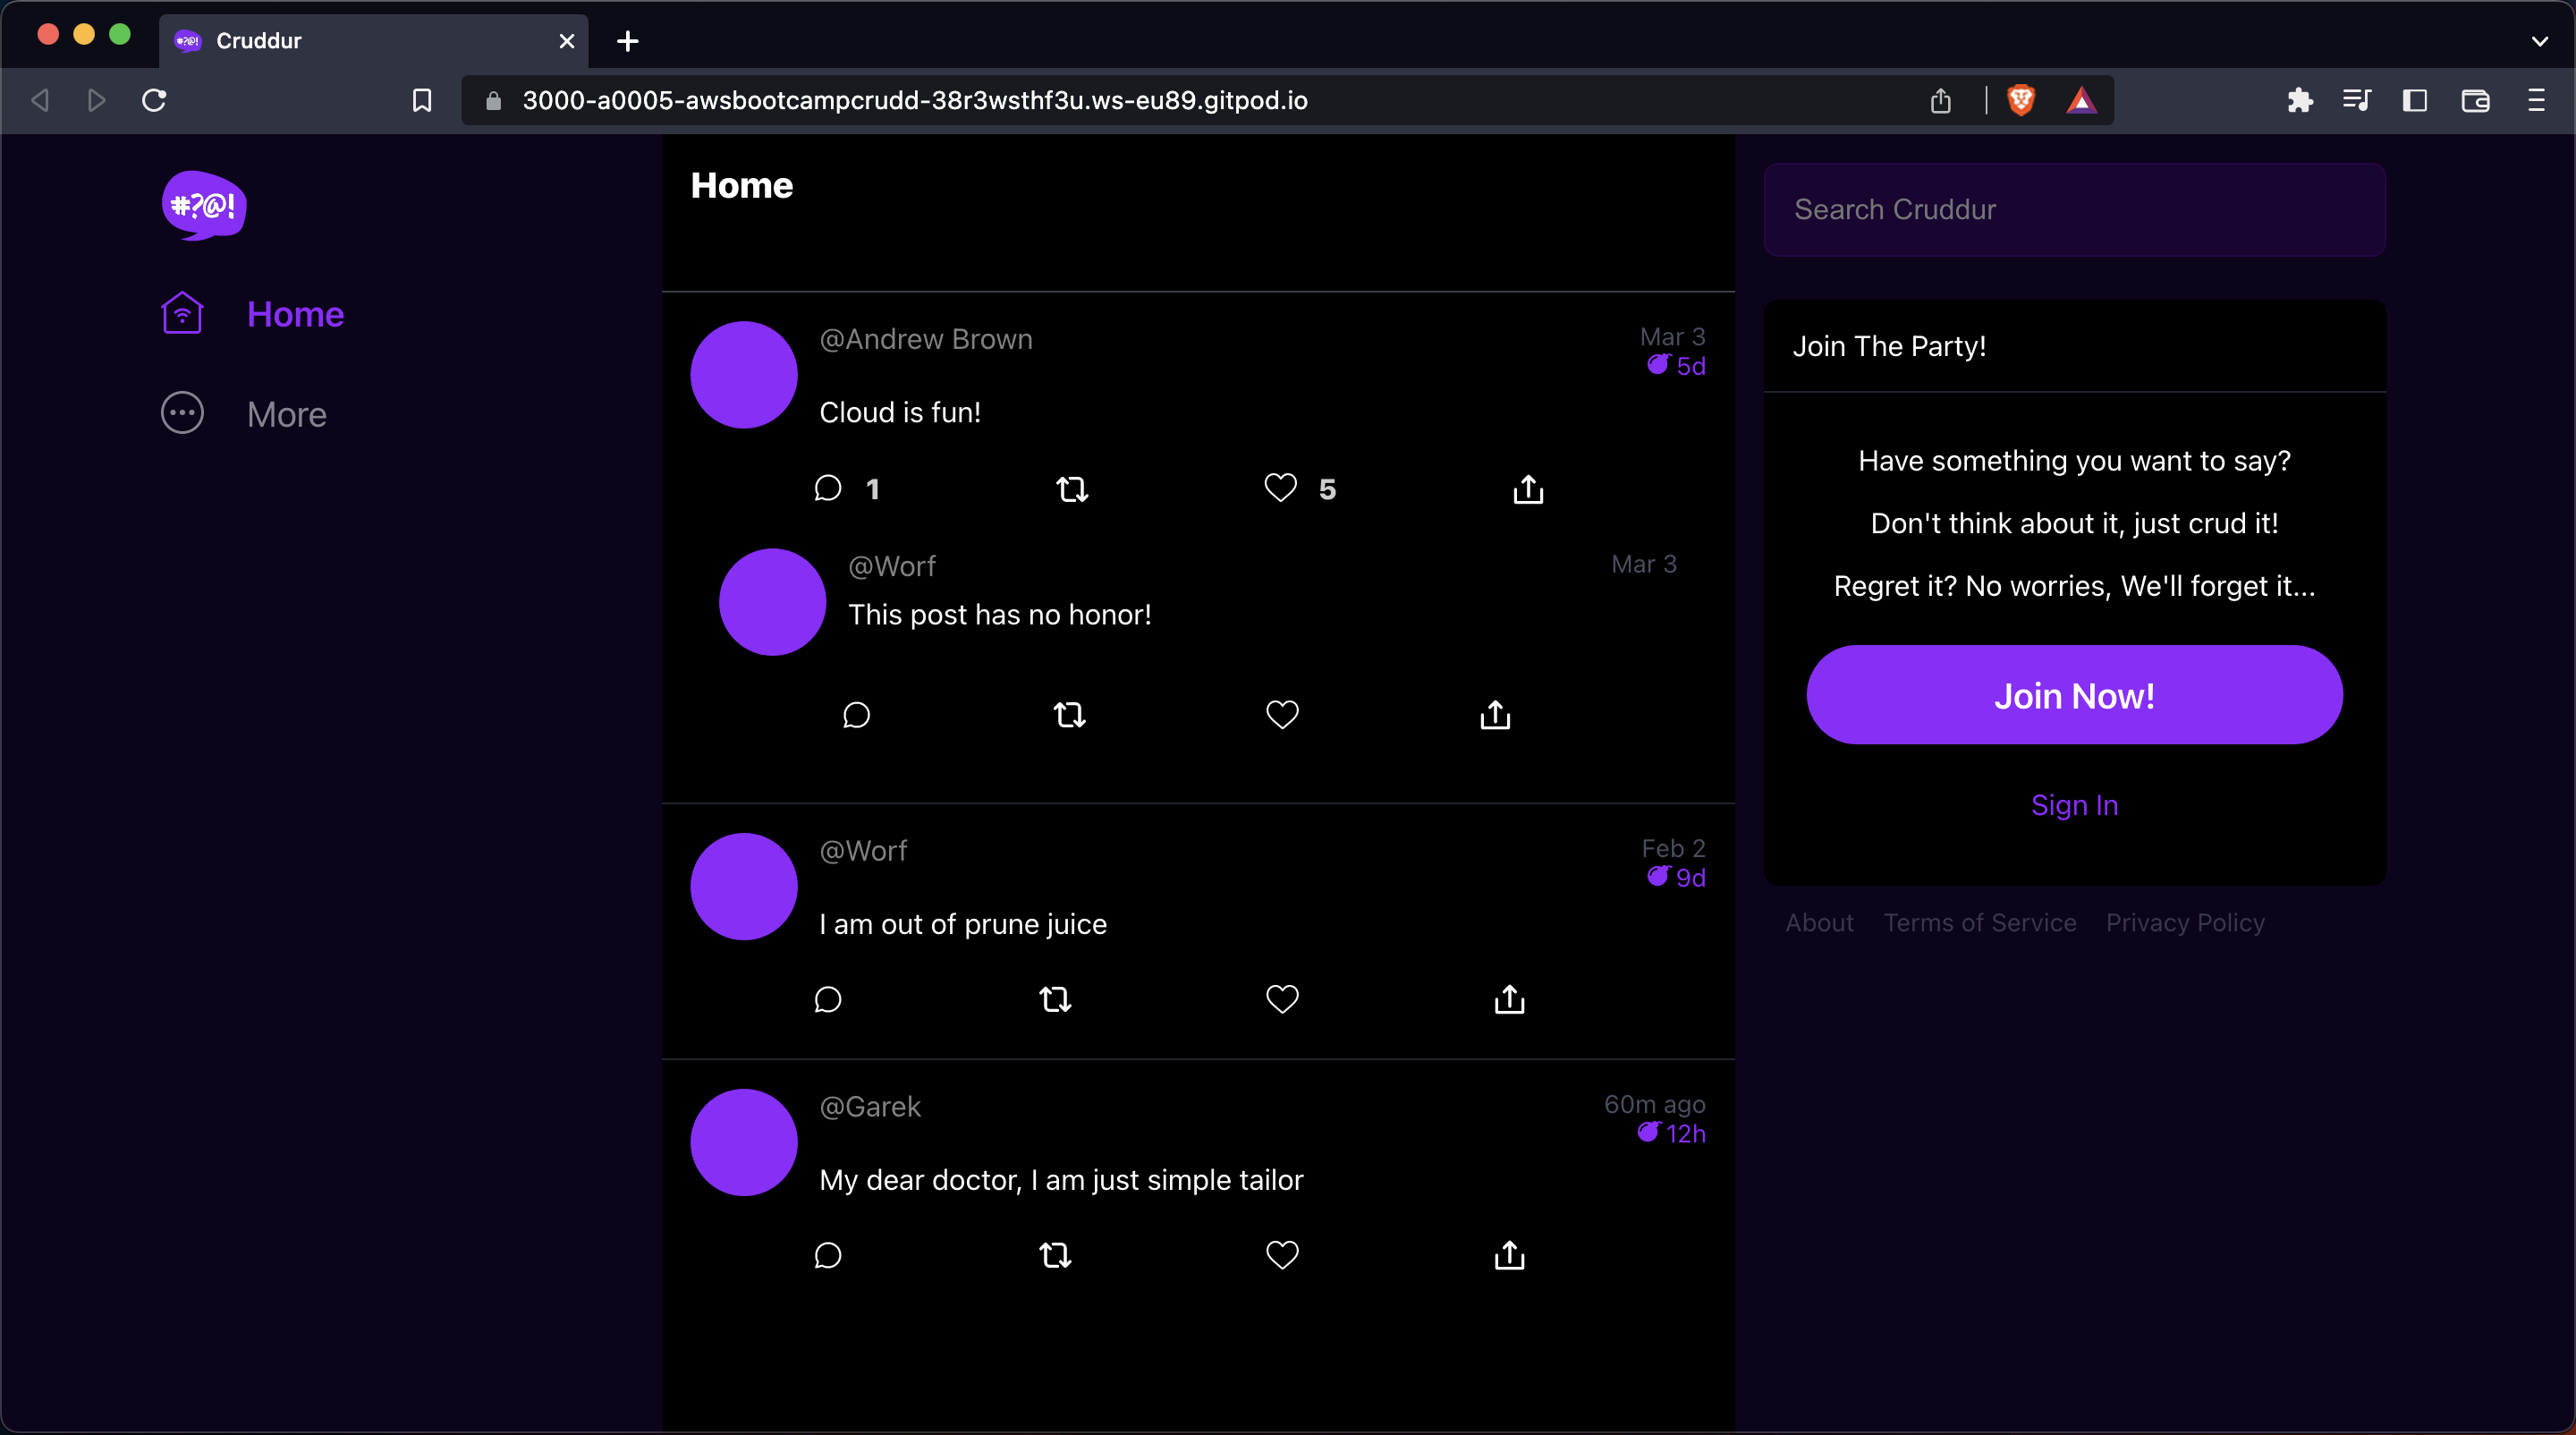 Cruddur
3000-a0005-awsbootcampcrudd-38r3wsthf3u.ws-eu89.gitpod.io
#?@!
Home
More
Home
@Andrew Brown
Mar 3
5d
Cloud is fun!
1
5
@Worf
Mar 3
This post has no honor!
@Worf
Feb 2
9d
I am out of prune juice
@Garek
60m ago
12h
My dear doctor, I am just simple tailor
Search Cruddur
Join The Party!
Have something you want to say?
Don't think about it, just crud it!
Regret it? No worries, We'll forget it...
Join Now!
Sign In
About Terms of Service Privacy Policy